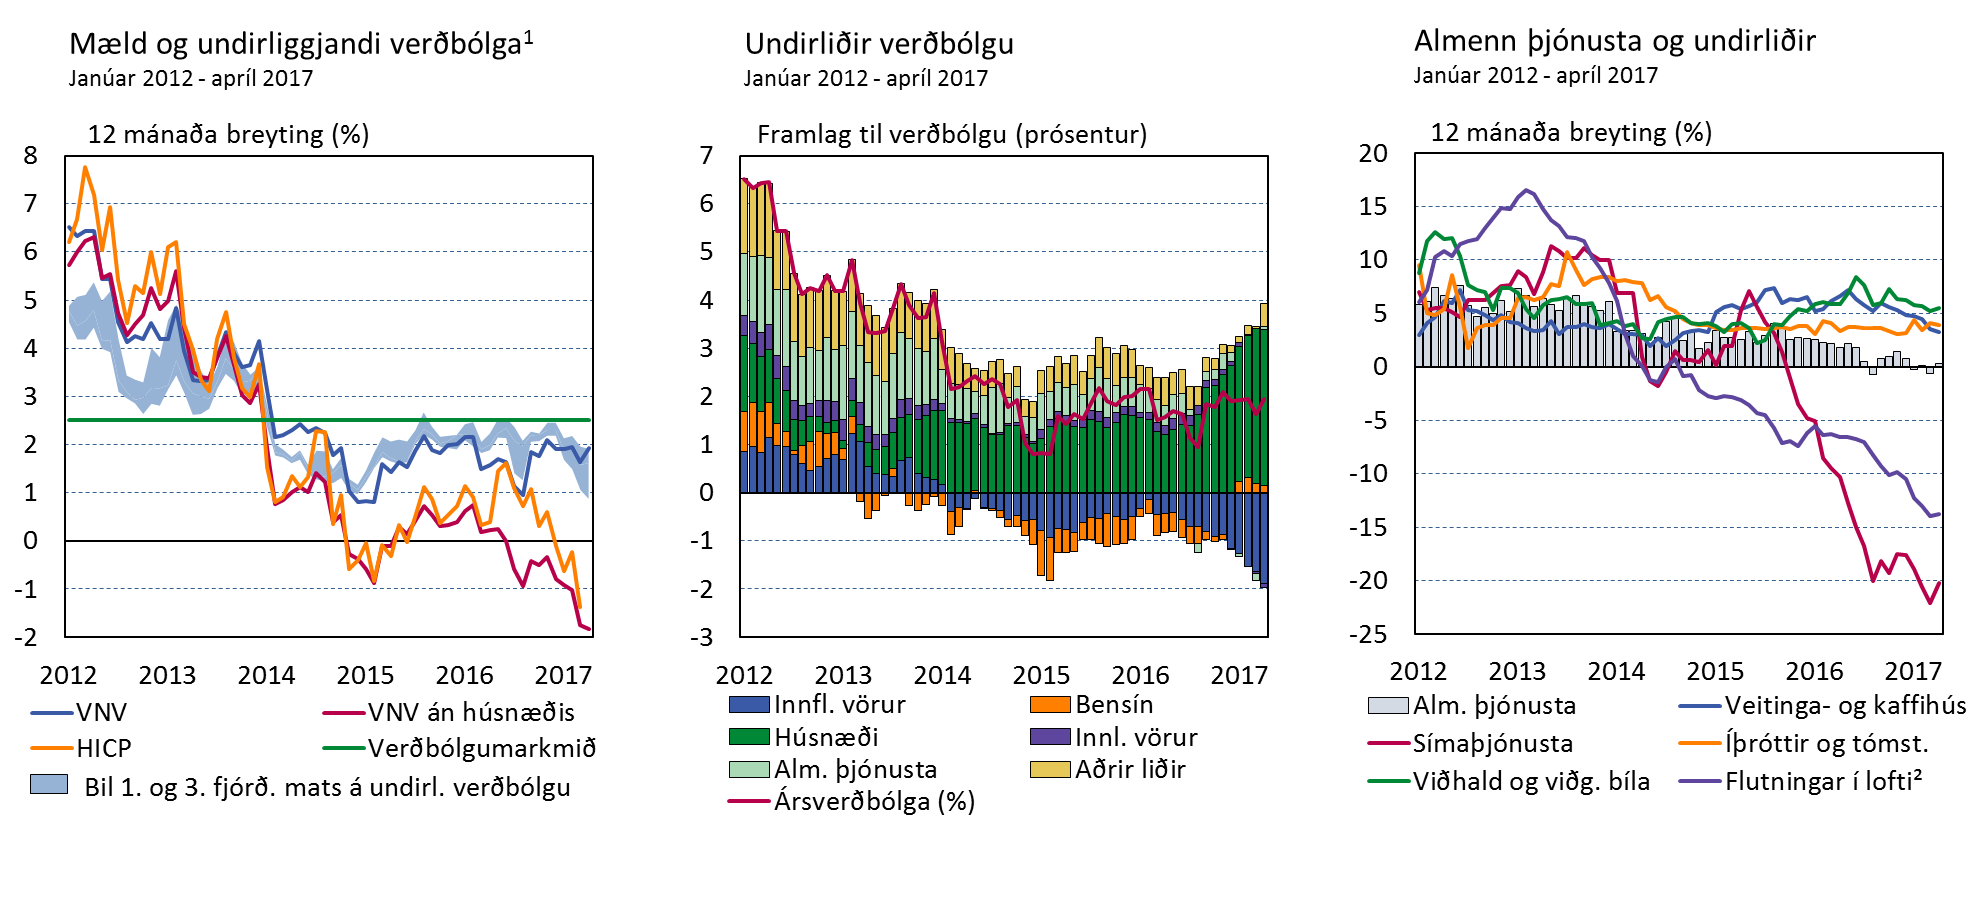 Mæld og undirliggjandi verðbólga¹
Janúar 2012 - apríl 2017
12 mánaða breyting (%)
8
7
6
5
4
3
2
1
0
-1
-2
2012 2013 2014 2015 2016 2017
VNV VNV án húsnæðis
HICP Verðbólgumarkmið
Bil 1. og 3. fjórð. mats á undirl. verðbólgu
Undirliðir verðbólgu
Janúar 2012 - apríl 2017
Framlag til verðbólgu (prósentur)
7
6
5
4
3
2
1
0
-1
-2
-3
2012 2013 2014 2015 2016 2017
Innfl. vörur Bensín
Húsnæði Innl. vörur
Alm. þjónusta Aðrir liðir
Ársverðbólga (%)
Almenn þjónusta og undirliðir
Janúar 2012 - apríl 2017
12 mánaða breyting (%)
20
15
10
5
0
-5
-10
-15
-20
-25
2012 2013 2014 2015 2016 2017
Alm. þjónusta Veitinga- og kaffihús
Símaþjónusta Íþróttir og tómst.
Viðhald og viðg. bíla Flutningar í lofti²